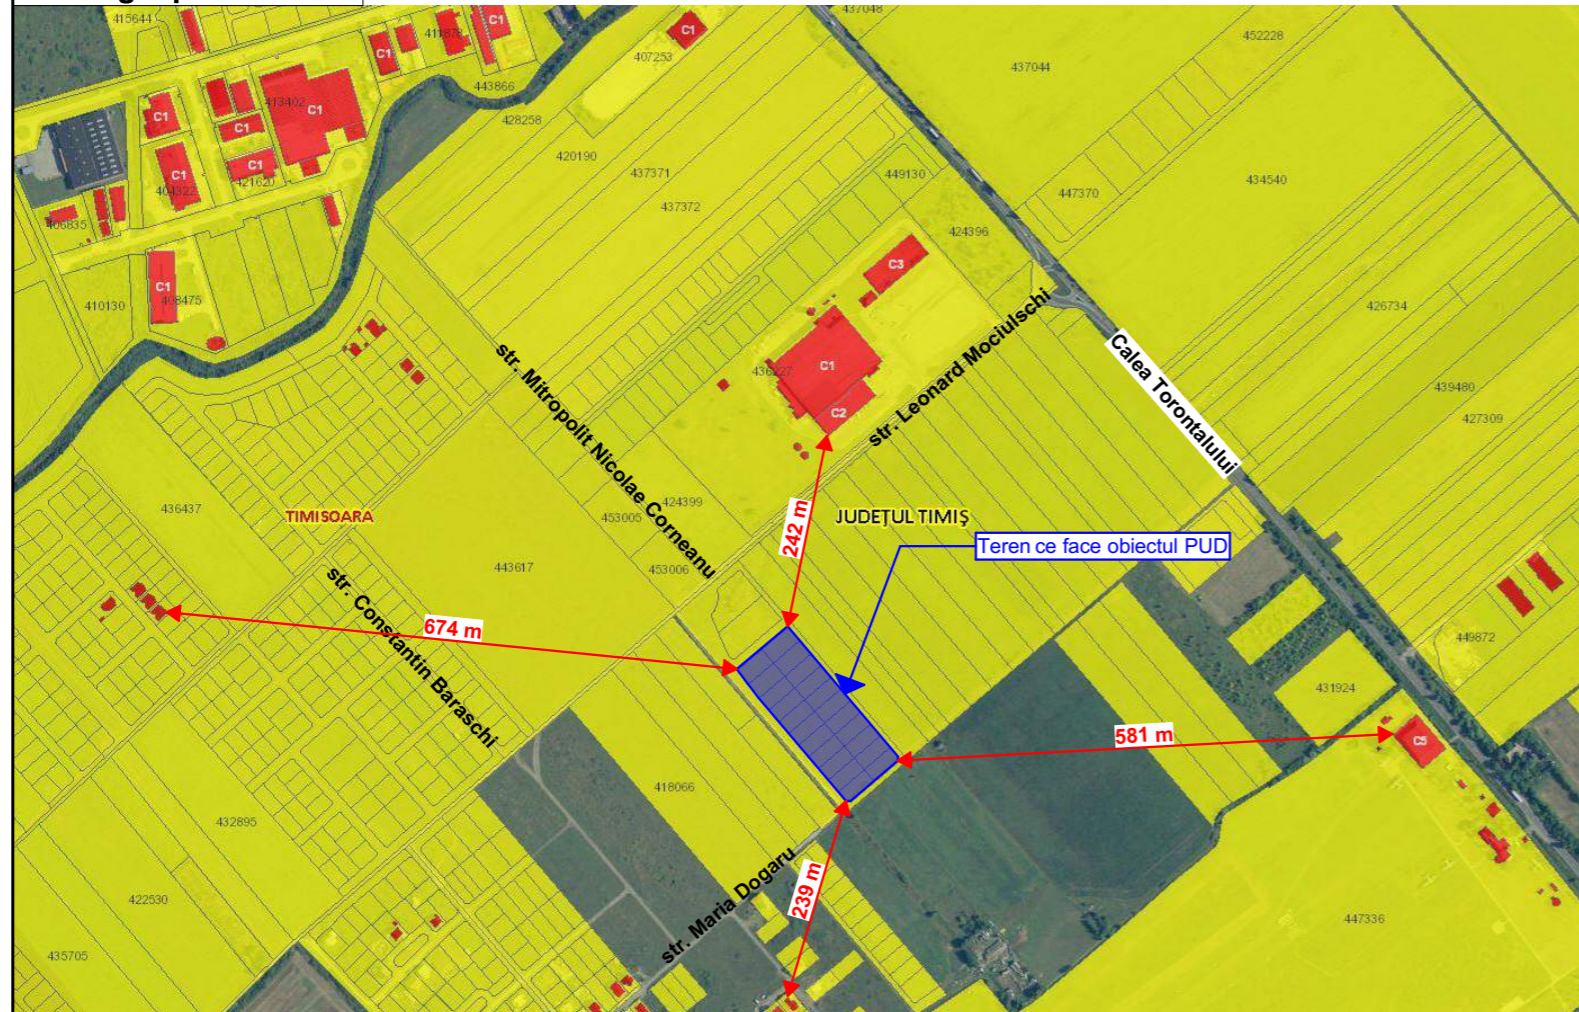 415644
437048
C1
411878
C1
C1
407253
452228
437044
443866
413402
C1
C1
C1
428258
C1
C1
420190
437371
404322
421620
449130
434540
447370
437372
406835
424396
C3
C1
410130
408475
426734
str. Leonard Mociulschi
Calea Torontalului
str. Mitropolit Nicolae Corneanu
436227
C1
439480
C2
427309
436437
TIMISOARA
424399
453005
242 m
JUDEȚUL TIMIȘ
Teren ce face obiectul PUD
443617
453006
str. Constantin Baraschi
674 m
449872
431924
581 m
C5
418066
432895
str. Maria Dogaru
239 m
422530
447336
435705